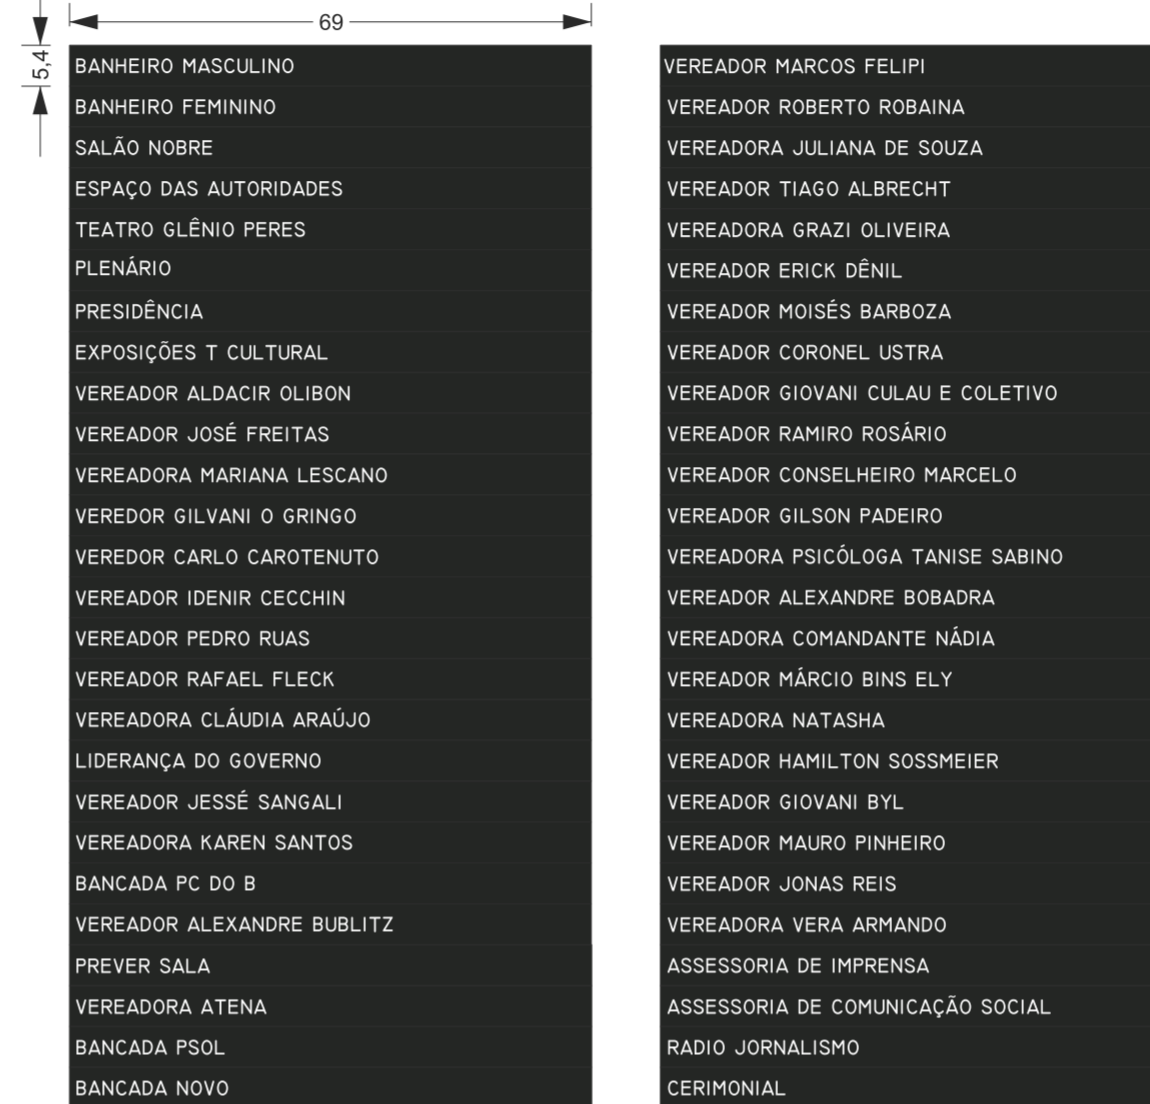 69
5,4
BANHEIRO MASCULINO
BANHEIRO FEMININO
SALÃO NOBRE
ESPAÇO DAS AUTORIDADES
TEATRO GLÊNIO PERES
PLENÁRIO
PRESIDÊNCIA
EXPOSIÇÕES T CULTURAL
VEREADOR ALDACIR OLIBON
VEREADOR JOSÉ FREITAS
VEREADORA MARIANA LESCANO
VEREDOR GILVANI O GRINGO
VEREDOR CARLO CAROTENUTO
VEREADOR IDENIR CECCHIN
VEREADOR PEDRO RUAS
VEREADOR RAFAEL FLECK
VEREADORA CLÁUDIA ARAÚJO
LIDERANÇA DO GOVERNO
VEREADOR JESSÉ SANGALI
VEREADORA KAREN SANTOS
BANCADA PC DO B
VEREADOR ALEXANDRE BUBLITZ
PREVER SALA
VEREADORA ATENA
BANCADA PSOL
BANCADA NOVO
VEREADOR MARCOS FELIPI
VEREADOR ROBERTO ROBAINA
VEREADORA JULIANA DE SOUZA
VEREADOR TIAGO ALBRECHT
VEREADORA GRAZI OLIVEIRA
VEREADOR ERICK DÊNIL
VEREADOR MOISÉS BARBOZA
VEREADOR CORONEL USTRA
VEREADOR GIOVANI CULAU E COLETIVO
VEREADOR RAMIRO ROSÁRIO
VEREADOR CONSELHEIRO MARCELO
VEREADOR GILSON PADEIRO
VEREADORA PSICÓLOGA TANISE SABINO
VEREADOR ALEXANDRE BOBADRA
VEREADORA COMANDANTE NÁDIA
VEREADOR MÁRCIO BINS ELY
VEREADORA NATASHA
VEREADOR HAMILTON SOSSMEIER
VEREADOR GIOVANI BYL
VEREADOR MAURO PINHEIRO
VEREADOR JONAS REIS
VEREADORA VERA ARMANDO
ASSESSORIA DE IMPRENSA
ASSESSORIA DE COMUNICAÇÃO SOCIAL
RADIO JORNALISMO
CERIMONIAL